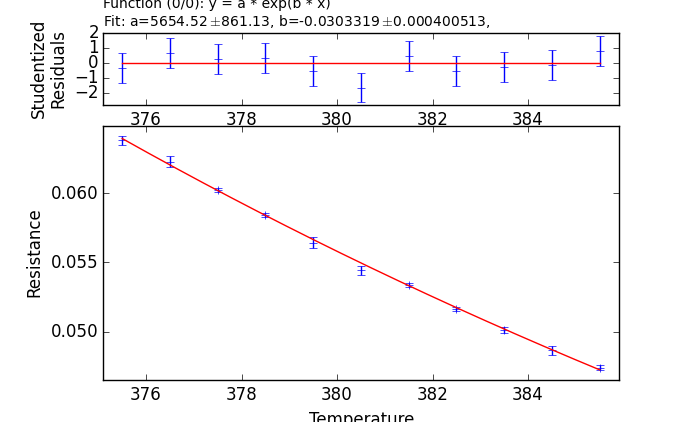 Function (0/0): y = a * exp(b * x)
Fit: a=5654.52±861.13, b=-0.0303319±0.000400513,
Studentized
Residuals
2
1
0
−1
−2
376 378 380 382 384
Resistance
0.060
0.055
0.050
376 378 380 382 384
Temperature